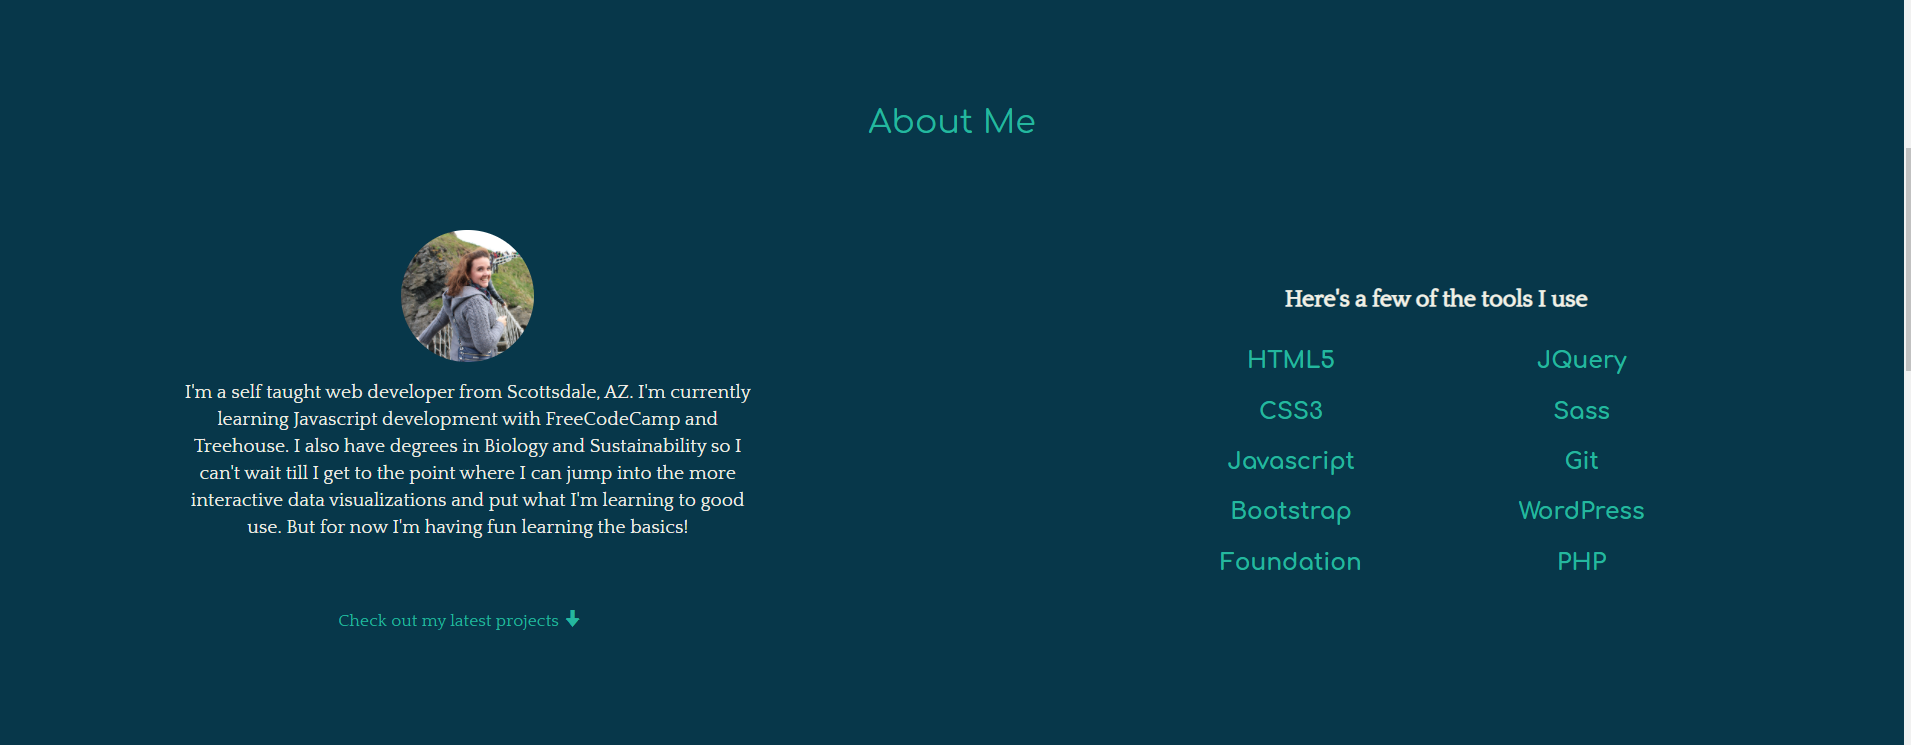 About Me
I'm a self taught web developer from Scottsdale, AZ. I'm currently
learning Javascript development with FreeCodeCamp and
Treehouse. I also have degrees in Biology and Sustainability so I
can't wait till I get to the point where I can jump into the more
interactive data visualizations and put what I'm learning to good
use. But for now I'm having fun learning the basics!
Check out my latest projects
Here's a few of the tools I use
HTML5
CSS3
Javascript
Bootstrap
Foundation
JQuery
Sass
Git
WordPress
PHP